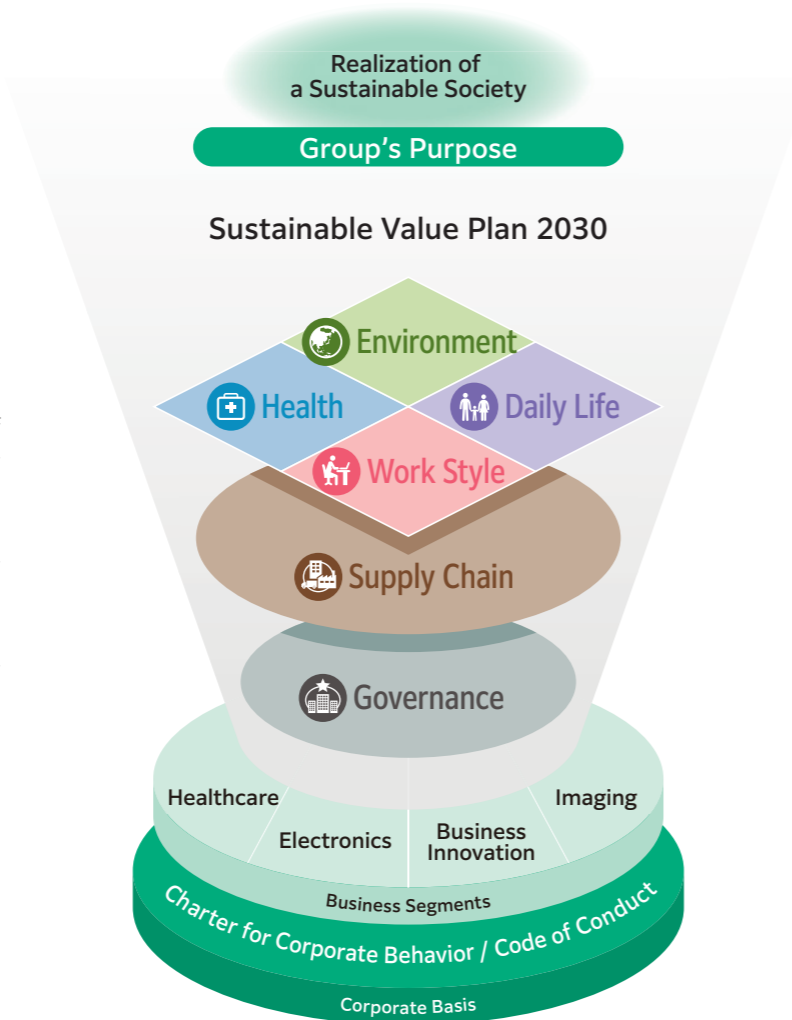 Realization of
a Sustainable Society
Group's Purpose
Sustainable Value Plan 2030
Environment
Health
Daily Life
Work Style
Supply Chain
Governance
Healthcare
Electronics
Business
Innovation
Imaging
Business Segments
Charter for Corporate Behavior / Code of Conduct
Corporate Basis